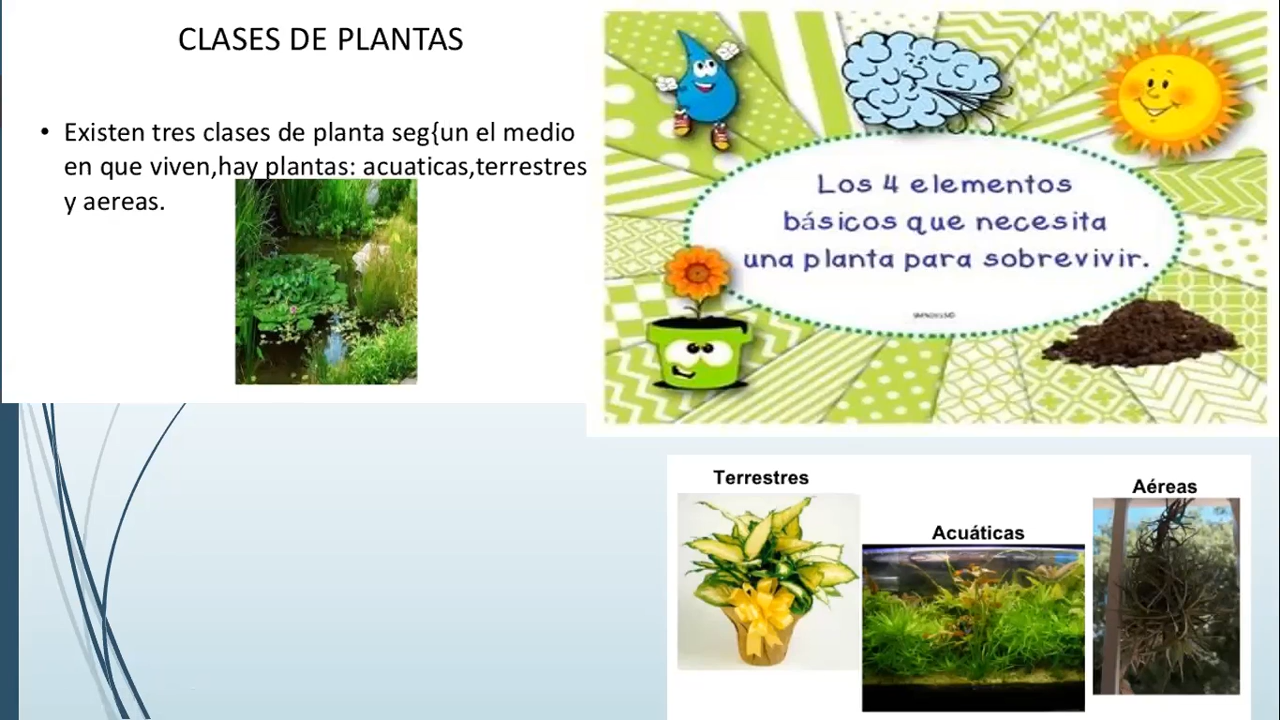 CLASES DE PLANTAS
• Existen tres clases de planta seg{un el medio
en que viven,hay plantas: acuaticas,terrestres
y aereas.
Los 4 elementos
básicos que necesita
una planta para sobrevivir.
Terrestres
Acuáticas
Aéreas